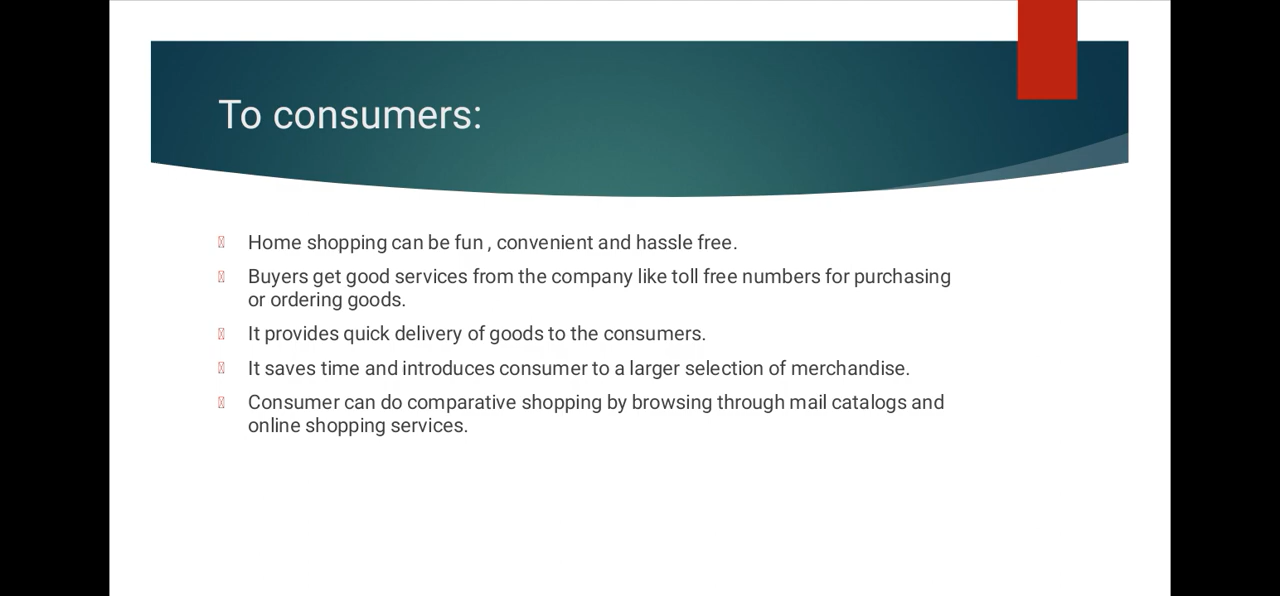 To consumers:
Home shopping can be fun , convenient and hassle free.
Buyers get good services from the company like toll free numbers for purchasing
or ordering goods.
It provides quick delivery of goods to the consumers.
It saves time and introduces consumer to a larger selection of merchandise.
Consumer can do comparative shopping by browsing through mail catalogs and
online shopping services.